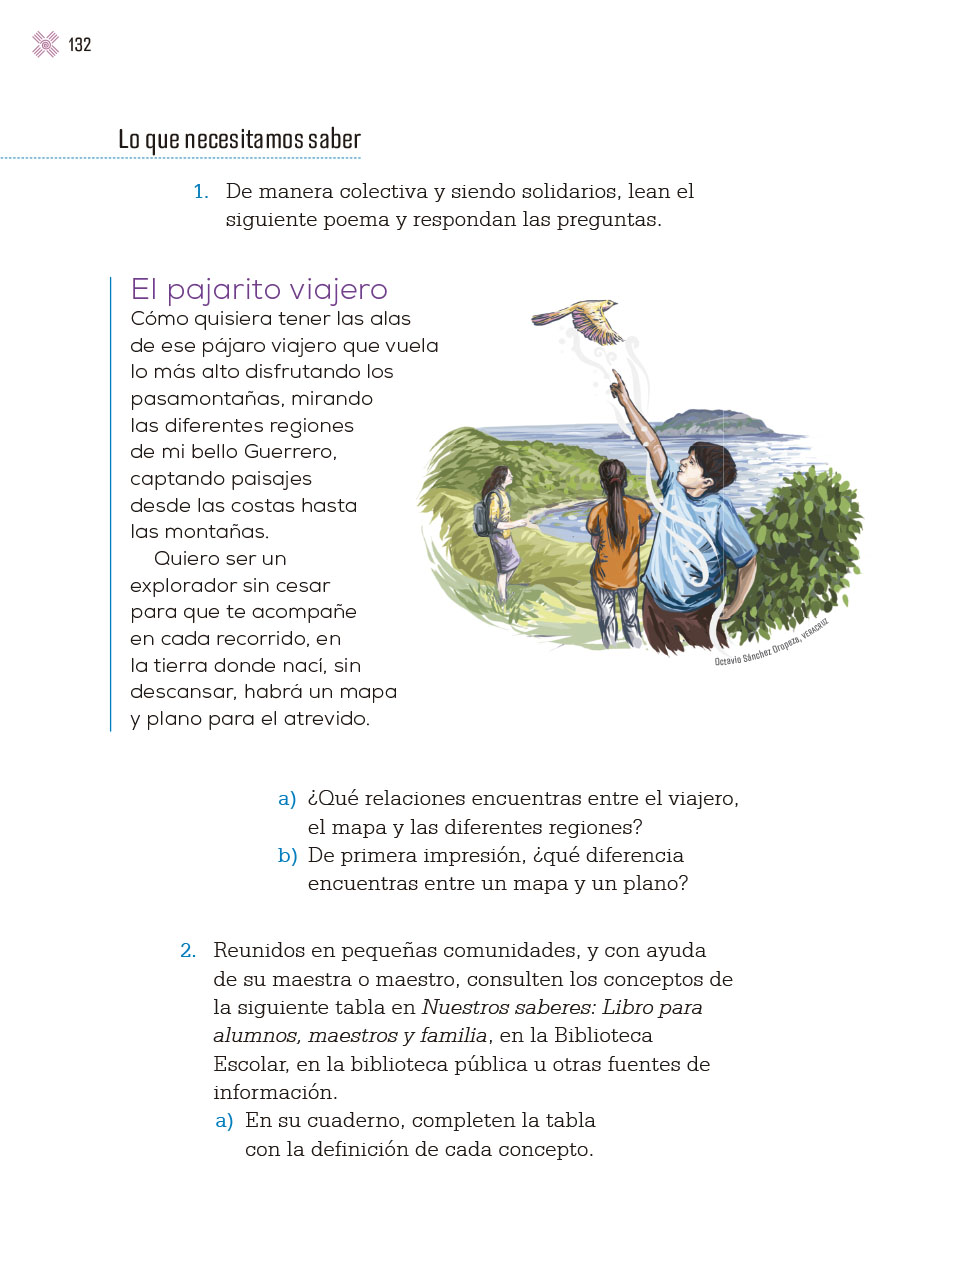 132
Lo que necesitamos saber
1. De manera colectiva y siendo solidarios, lean el
siguiente poema y respondan las preguntas.
El pajarito viajero
Cómo quisiera tener las alas
de ese pájaro viajero que vuela
lo más alto disfrutando los
pasamontañas, mirando
las diferentes regiones
de mi bello Guerrero,
captando paisajes
desde las costas hasta
las montañas.
Quiero ser un
explorador sin cesar
para que te acompañe
en cada recorrido, en
la tierra donde nací, sin
descansar, habrá un mapa
y plano para el atrevido.
Octavio Sánchez Oropeza, VERACRUZ
a) ¿Qué relaciones encuentras entre el viajero,
el mapa y las diferentes regiones?
b) De primera impresión, ¿qué diferencia
encuentras entre un mapa y un plano?
2. Reunidos en pequeñas comunidades, y con ayuda
de su maestra o maestro, consulten los conceptos de
la siguiente tabla en Nuestros saberes: Libro para
alumnos, maestros y familia, en la Biblioteca
Escolar, en la biblioteca pública u otras fuentes de
información.
a) En su cuaderno, completen la tabla
con la definición de cada concepto.